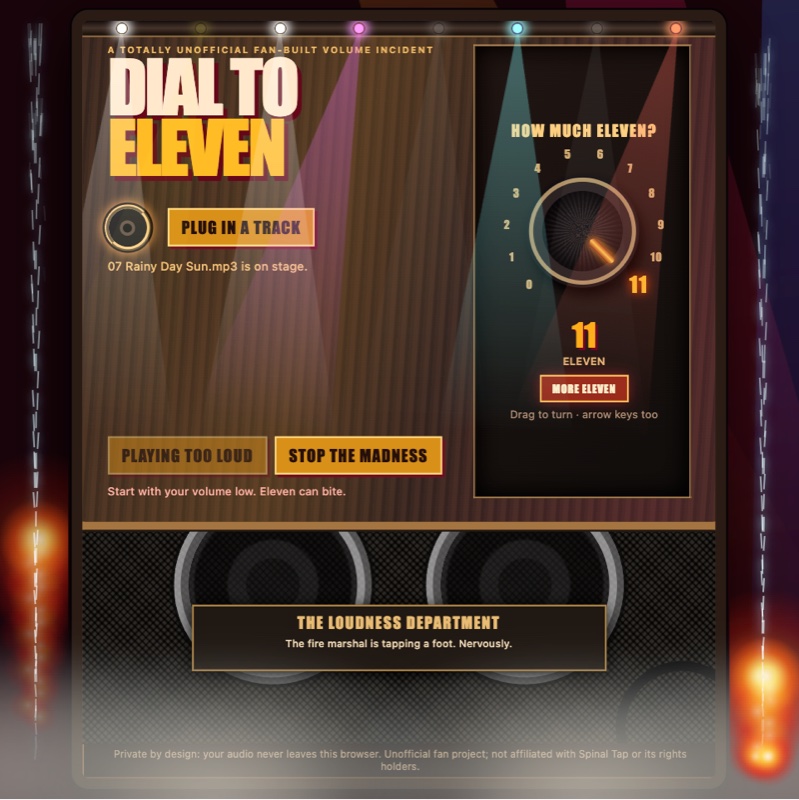 A TOTALLY UNOFFICIAL FAN-BUILT VOLUME INCIDENT
DIAL TO
ELEVEN
PLUG IN A TRACK
07 Rainy Day Sun.mp3 is on stage.
PLAYING TOO LOUD
STOP THE MADNESS
Start with your volume low. Eleven can bite.
HOW MUCH ELEVEN?
0
1
2
3
4
5
6
7
8
9
10
11
11
ELEVEN
MORE ELEVEN
Drag to turn · arrow keys too
THE LOUDNESS DEPARTMENT
The fire marshal is tapping a foot. Nervously.
Private by design: your audio never leaves this browser. Unofficial fan project; not affiliated with Spinal Tap or its rights
holders.